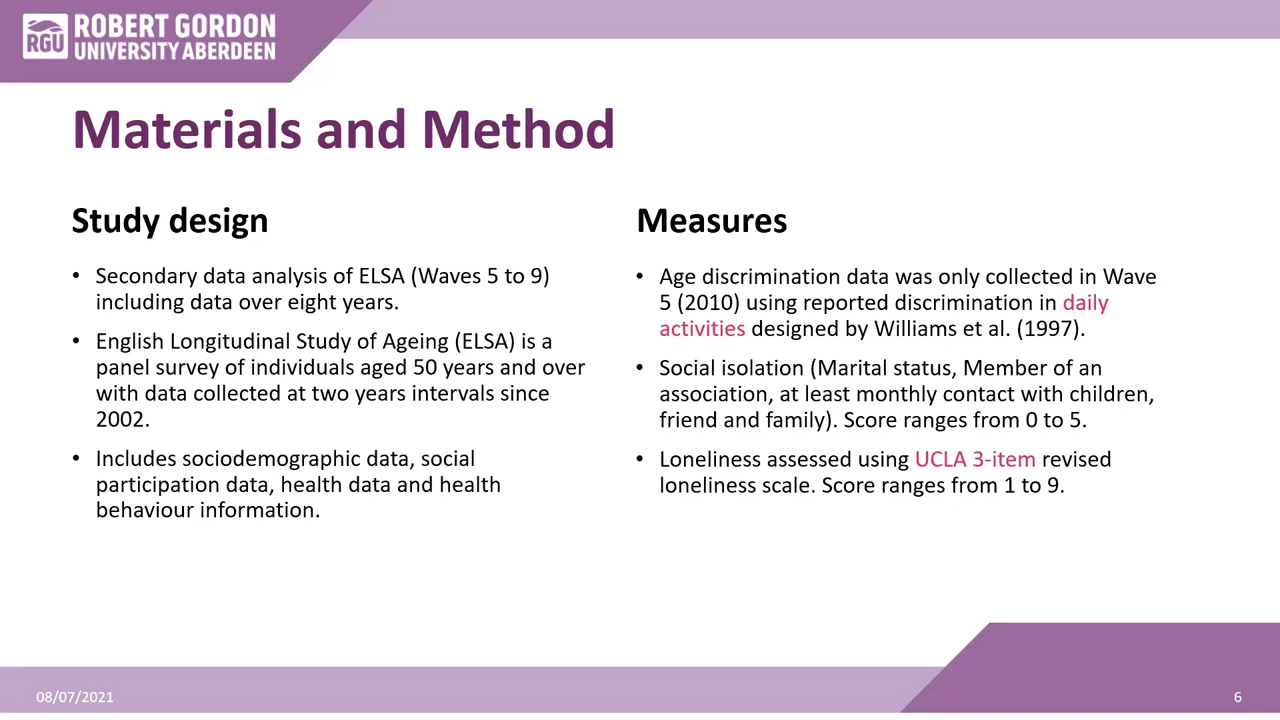 ROBERT GORDON
UNIVERSITY ABERDEEN
RGU
Materials and Method
Study design
• Secondary data analysis of ELSA (Waves 5 to 9)
including data over eight years.
• English Longitudinal Study of Ageing (ELSA) is a
panel survey of individuals aged 50 years and over
with data collected at two years intervals since
2002.
• Includes sociodemographic data, social
participation data, health data and health
behaviour information.
Measures
• Age discrimination data was only collected in Wave
5 (2010) using reported discrimination in daily
activities designed by Williams et al. (1997).
• Social isolation (Marital status, Member of an
association, at least monthly contact with children,
friend and family). Score ranges from 0 to 5.
• Loneliness assessed using UCLA 3-item revised
loneliness scale. Score ranges from 1 to 9.
08/07/2021
6